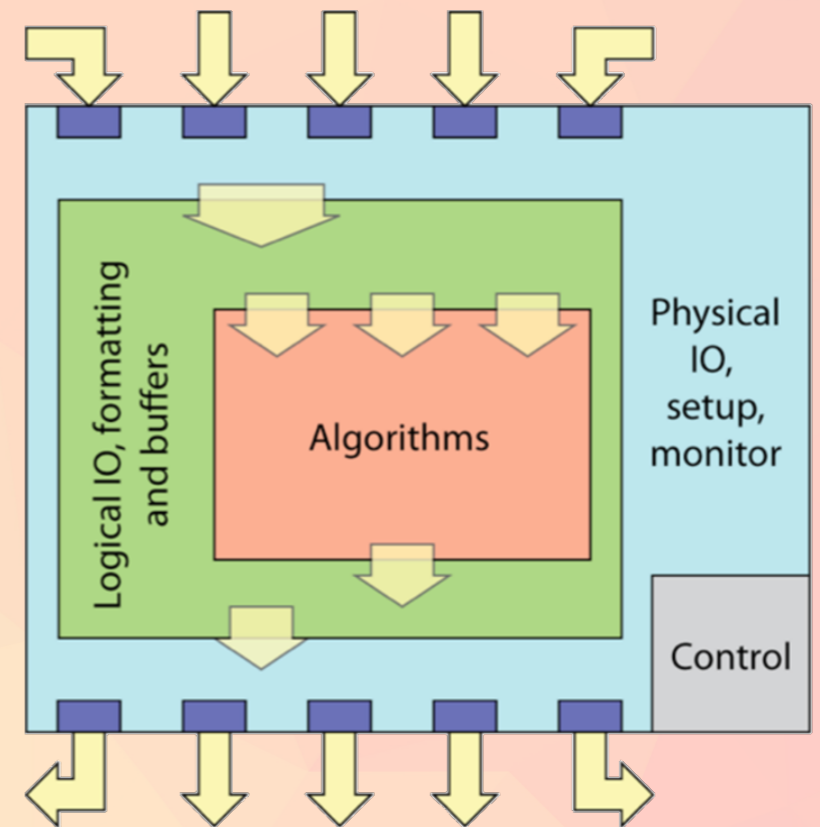 Logical IO, formatting
and buffers
Algorithms
Physical
IO,
setup,
monitor
Control